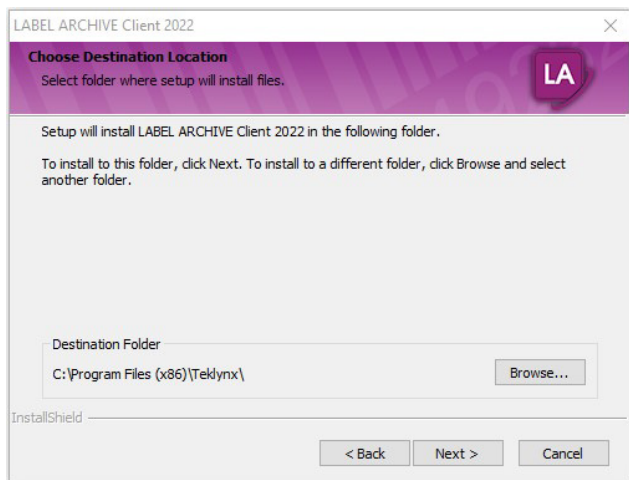 LABEL ARCHIVE Client 2022
Choose Destination Location
Select folder where setup will install files.
LA
Setup will install LABEL ARCHIVE Client 2022 in the following folder.
To install to this folder, click Next. To install to a different folder, click Browse and select
another folder.
Destination Folder
C:\Program Files (x86)\Teklynx\
Browse...
InstallShield
< Back
Next >
Cancel